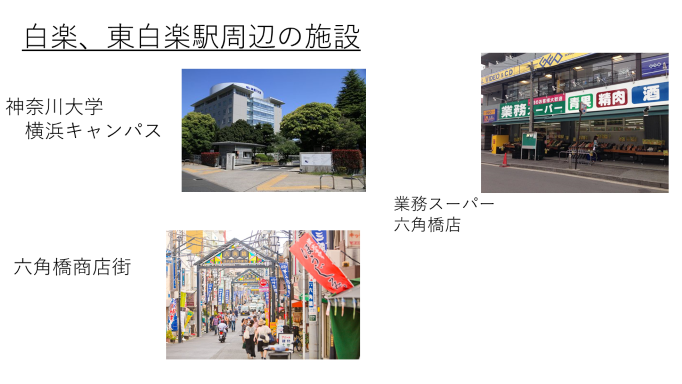 白楽、東白楽駅周辺の施設
神奈川大学
横浜キャンパス
VIDEO & CD
業務スーパー
青果
精肉
酒
業務スーパー
六角橋店
六角橋商店街